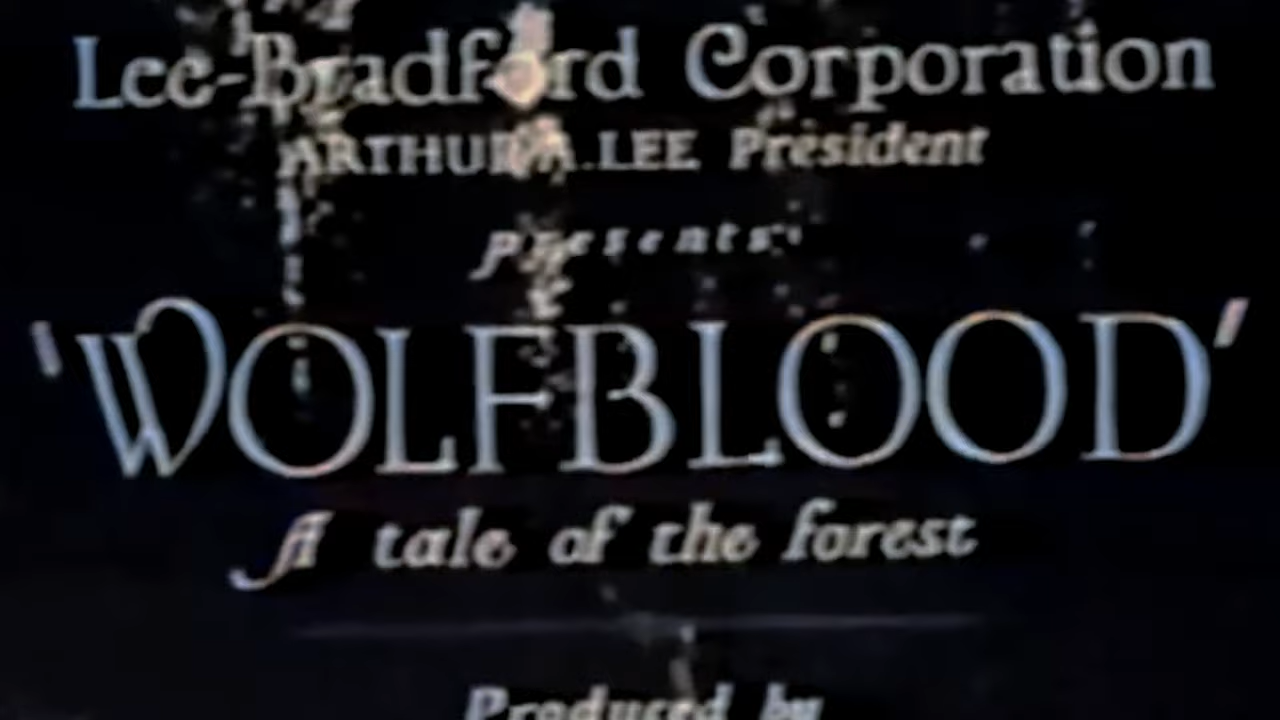 Lee-Bradford Corporation
ARTHUR A. LEE President
presents
'WOLFBLOOD'
A tale of the forest
Produced by